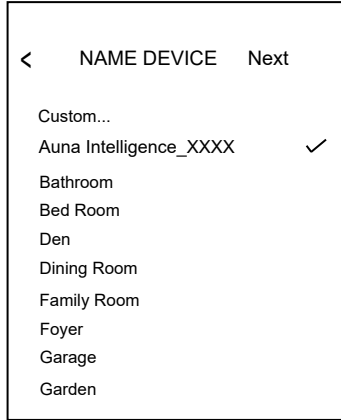 < NAME DEVICE Next
Custom...
Auna Intelligence_XXXX
Bathroom
Bed Room
Den
Dining Room
Family Room
Foyer
Garage
Garden